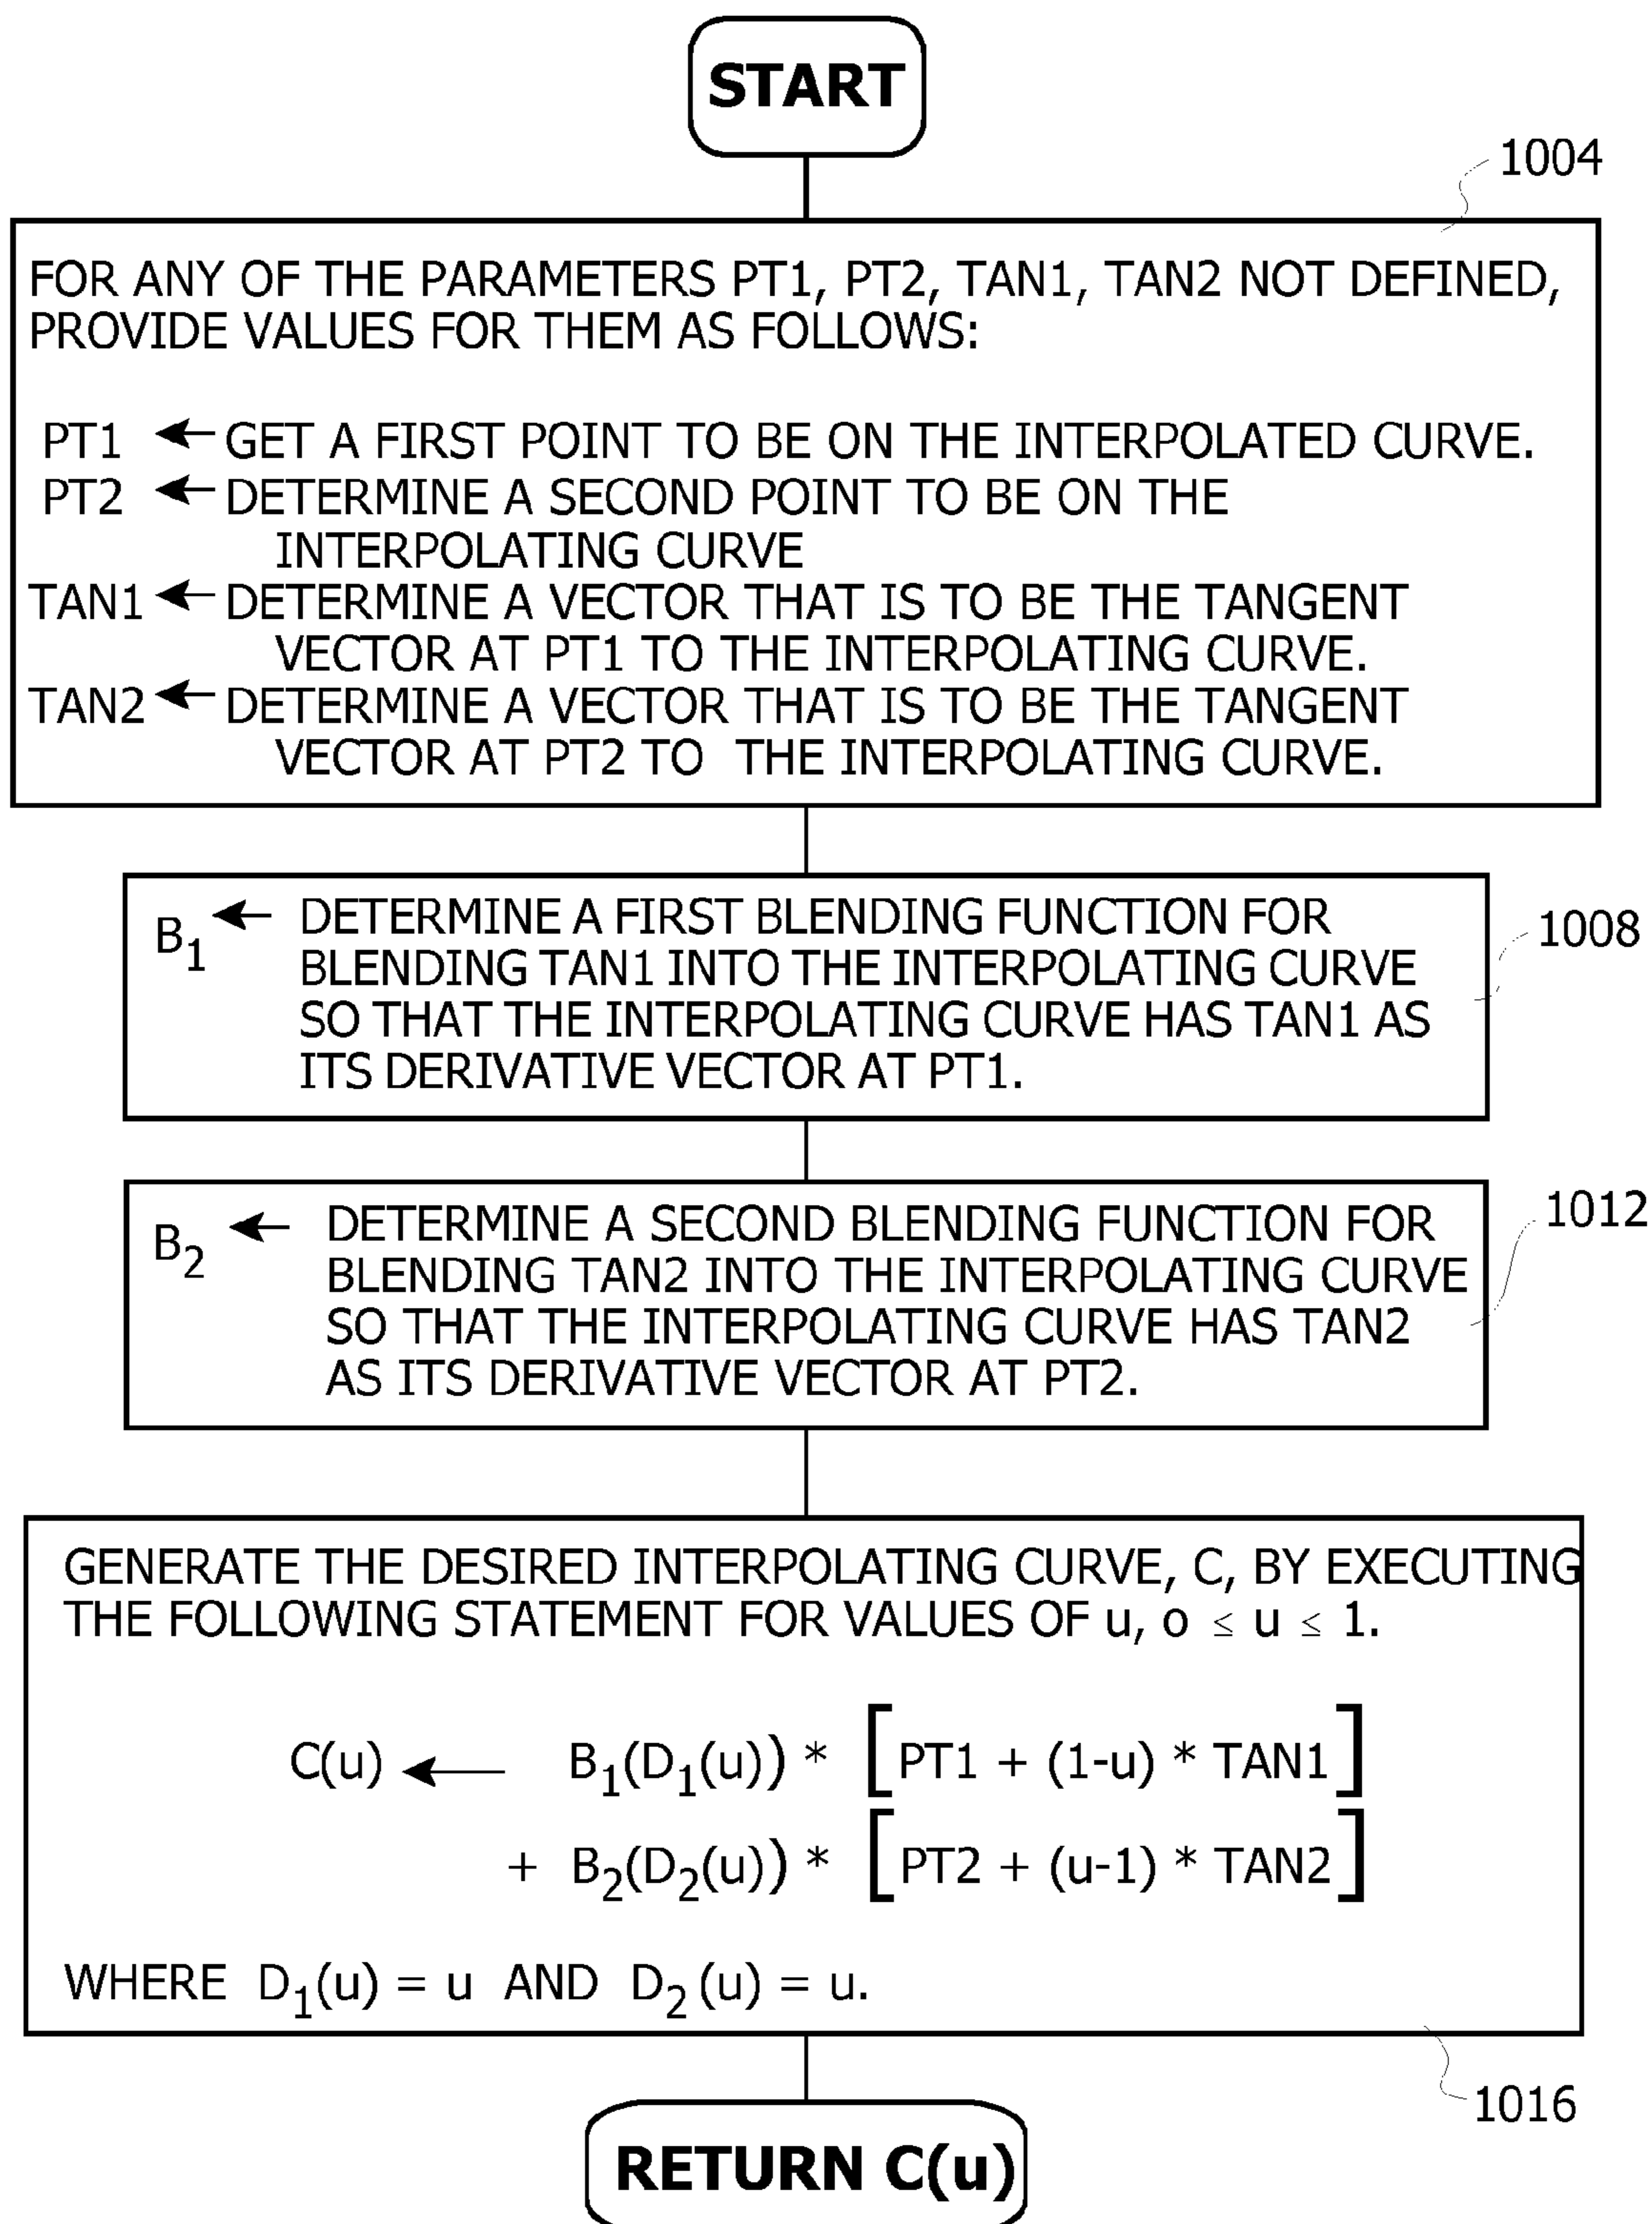 START
1004
FOR ANY OF THE PARAMETERS PT1, PT2, TAN1, TAN2 NOT DEFINED,
PROVIDE VALUES FOR THEM AS FOLLOWS:
PT1 ← GET A FIRST POINT TO BE ON THE INTERPOLATED CURVE.
PT2 ← DETERMINE A SECOND POINT TO BE ON THE
INTERPOLATING CURVE
TAN1 ← DETERMINE A VECTOR THAT IS TO BE THE TANGENT
VECTOR AT PT1 TO THE INTERPOLATING CURVE.
TAN2 ← DETERMINE A VECTOR THAT IS TO BE THE TANGENT
VECTOR AT PT2 TO THE INTERPOLATING CURVE.
B₁ ← DETERMINE A FIRST BLENDING FUNCTION FOR
BLENDING TAN1 INTO THE INTERPOLATING CURVE
SO THAT THE INTERPOLATING CURVE HAS TAN1 AS
ITS DERIVATIVE VECTOR AT PT1.
1008
B₂ ← DETERMINE A SECOND BLENDING FUNCTION FOR
BLENDING TAN2 INTO THE INTERPOLATING CURVE
SO THAT THE INTERPOLATING CURVE HAS TAN2
AS ITS DERIVATIVE VECTOR AT PT2.
1012
GENERATE THE DESIRED INTERPOLATING CURVE, C, BY EXECUTING
THE FOLLOWING STATEMENT FOR VALUES OF u, o ≤ u ≤ 1.
C(u) ← B₁(D₁(u)) * [PT1 + (1-u) * TAN1]
+ B₂(D₂(u)) * [PT2 + (u-1) * TAN2]
WHERE D₁(u) = u AND D₂(u) = u.
1016
RETURN C(u)